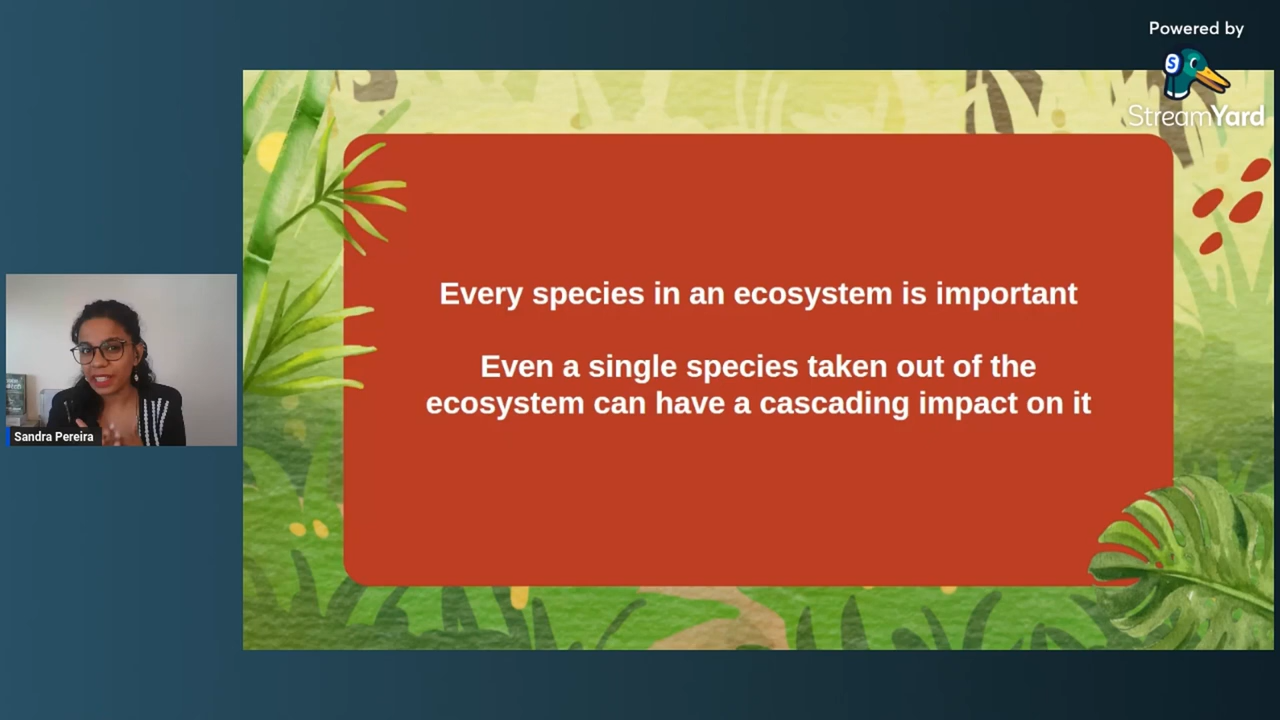 Powered by
StreamYard
Every species in an ecosystem is important
Even a single species taken out of the
ecosystem can have a cascading impact on it
Sandra Pereira